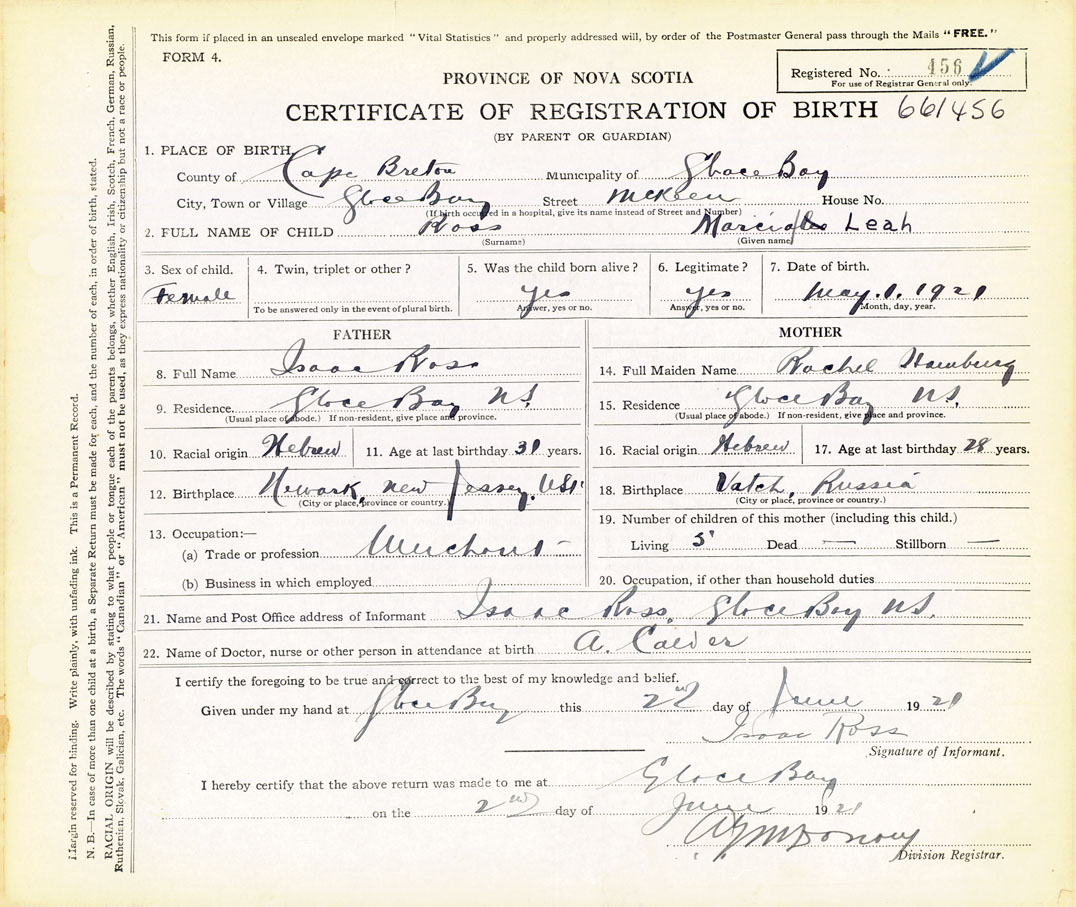 This form if placed in an unsealed envelope marked "Vital Statistics" and properly addressed will, by order of the Postmaster General pass through the Mails "FREE."
FORM 4.
Registered No. 456
For use of Registrar General only.
PROVINCE OF NOVA SCOTIA
CERTIFICATE OF REGISTRATION OF BIRTH 661456
(BY PARENT OR GUARDIAN)
1. PLACE OF BIRTH,
County of Cape Breton Municipality of Glace Bay
City, Town or Village Glace Bay Street McKeen House No.
(If birth occured in a hospital, give its name instead of Street and Number)
2. FULL NAME OF CHILD Ross Marcia Leah
(Surname) (Given name)
3. Sex of child. 4. Twin, triplet or other? 5. Was the child born alive? 6. Legitimate? 7. Date of birth.
Female yes yes May. 1. 1921
To be answered only in the event of plural birth. Answer, yes or no. Answer, yes or no. Month, day, year.
FATHER MOTHER
8. Full Name Isaac Ross 14. Full Maiden Name Rachel Hamburg
9. Residence Glace Bay N.S. 15. Residence Glace Bay N.S.
(Usual place of abode.) If non-resident, give place and province. (Usual place of abode.) If non-resident, give place and province.
10. Racial origin Hebrew 11. Age at last birthday 31 years. 16. Racial origin Hebrew 17. Age at last birthday 28 years.
12. Birthplace Newark, New Jersey, USA 18. Birthplace Vatch, Russia
(City or place, province or country.) (City or place, province or country.)
19. Number of children of this mother (including this child.)
13. Occupation:—
(a) Trade or profession Merchant - Living 5 Dead — Stillborn —
(b) Business in which employed 20. Occupation, if other than household duties
21. Name and Post Office address of Informant Isaac Ross, Glace Bay N.S.
22. Name of Doctor, nurse or other person in attendance at birth A. Calder
I certify the foregoing to be true and correct to the best of my knowledge and belief.
Given under my hand at Glace Bay this 2nd day of June 1921
Isaac Ross
Signature of Informant.
I hereby certify that the above return was made to me at Glace Bay
on the 2nd day of June 1921
Division Registrar.
Margin reserved for binding. Write plainly, with unfading ink. This is a Permanent Record.
N. B.—In case of more than one child at a birth, a Separate Return must be made for each, and the number of each, in order of birth, stated.
RACIAL ORIGIN will be described by stating to what people or tongue each of the parents belongs, whether English, Irish, Scotch, French, German, Russian,
Ruthenian, Slovak, Galician, etc. The words "Canadian" or "American" must not be used, as they express nationality or citizenship but not a race or people.